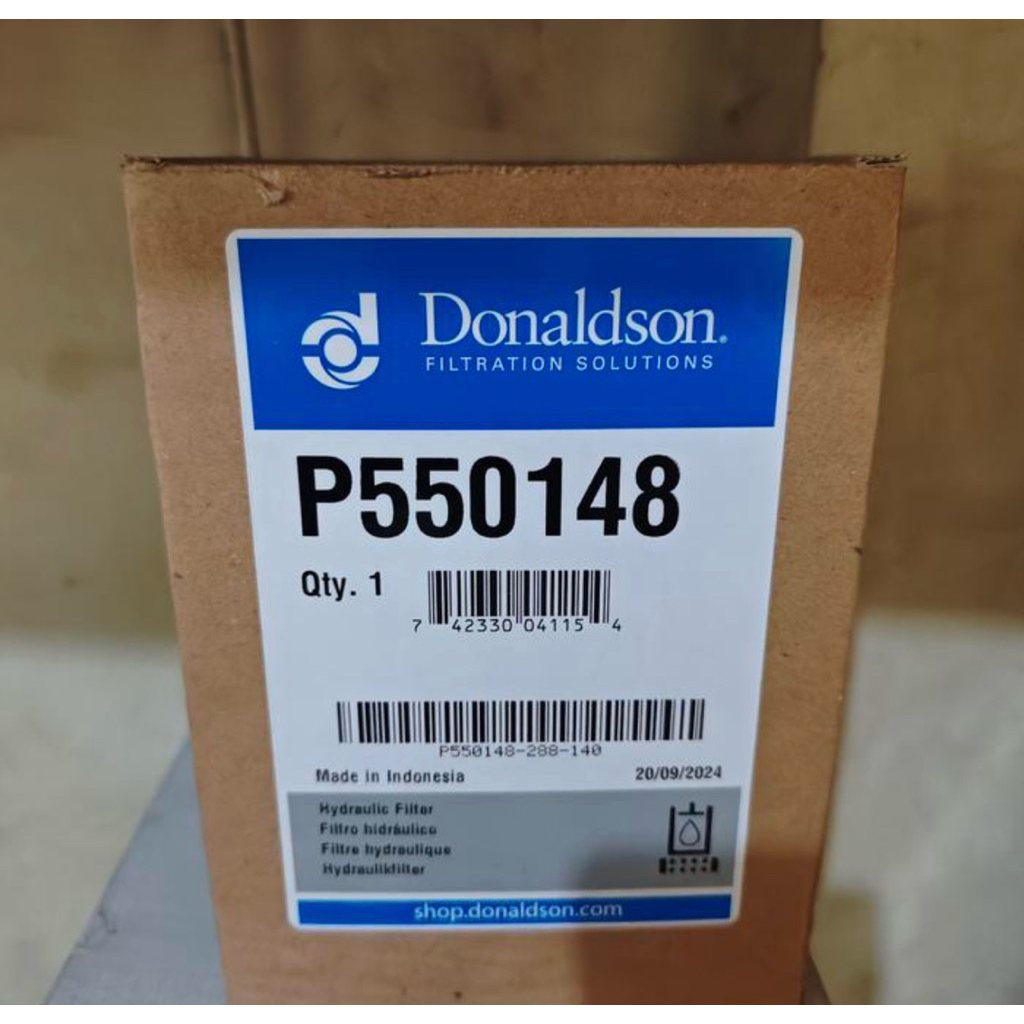 Donaldson®
FILTRATION SOLUTIONS
P550148
Qty. 1
7 42330 04115 4
P550148-288-140
Made in Indonesia 20/09/2024
Hydraulic Filter
Filtro hidráulico
Filtre hydraulique
Hydraulikfilter
shop.donaldson.com